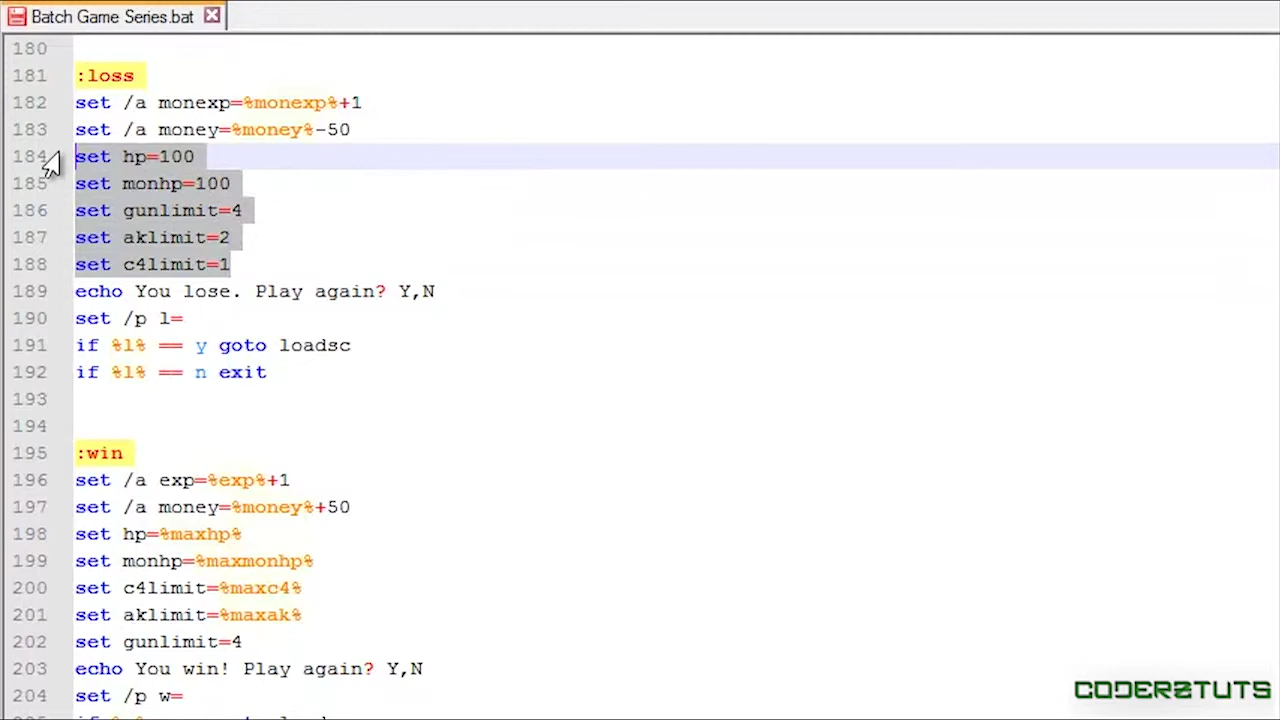 Batch Game Series.bat
180
181 :loss
182 set /a monexp=%monexp%+1
183 set /a money=%money%-50
184 set hp=100
185 set monhp=100
186 set gunlimit=4
187 set aklimit=2
188 set c4limit=1
189 echo You lose. Play again? Y,N
190 set /p l=
191 if %l% == y goto loadsc
192 if %l% == n exit
193
194
195 :win
196 set /a exp=%exp%+1
197 set /a money=%money%+50
198 set hp=%maxhp%
199 set monhp=%maxmonhp%
200 set c4limit=%maxc4%
201 set aklimit=%maxak%
202 set gunlimit=4
203 echo You win! Play again? Y,N
204 set /p w=
CODERZTUTS